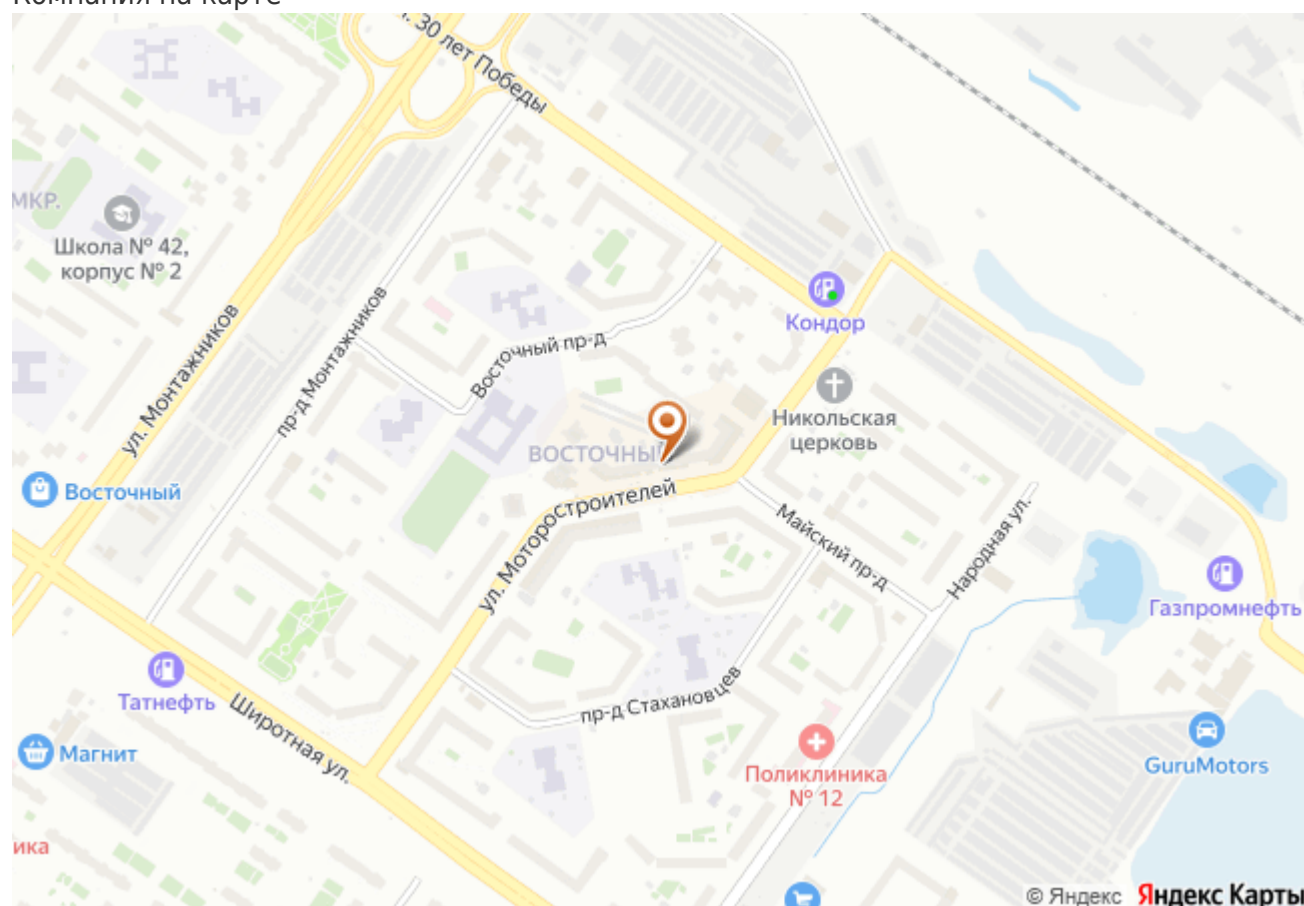 Компания на карте
л. 30 лет Победы
МКР.
Школа № 42,
корпус № 2
Кондор
ул. Монтажников
пр-д Монтажников
Восточный пр-д
Никольская
церковь
ВОСТОЧНЫЙ
Восточный
ул. Моторостроителей
Майский пр-д
Народная ул.
Газпромнефть
Татнефть
Широтная ул.
пр-д Стахановцев
Магнит
Поликлиника
№ 12
GuruMotors
ика
© Яндекс Яндекс Карты